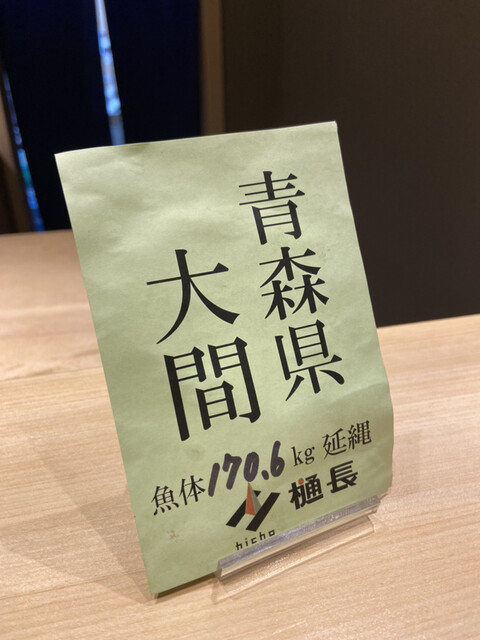 青森県
大間
魚体170.6kg 延縄
樋長
hicho